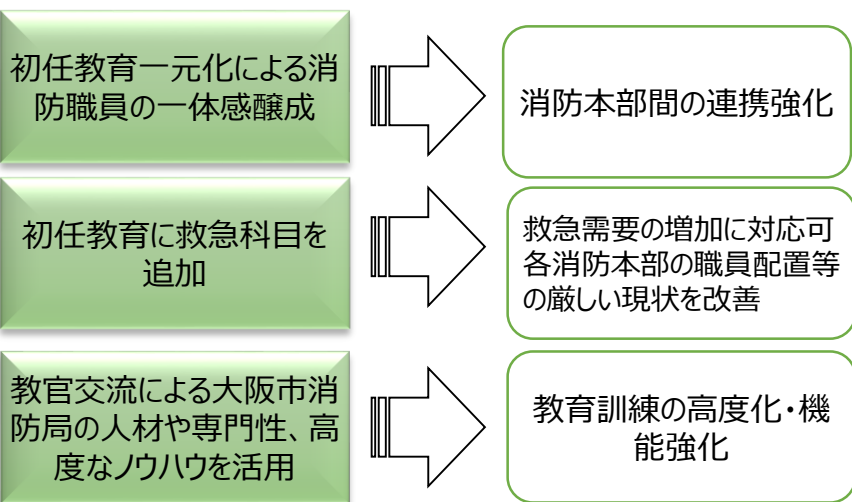 初任教育一元化による消
防職員の一体感醸成
消防本部間の連携強化
初任教育に救急科目を
追加
救急需要の増加に対応可
各消防本部の職員配置等
の厳しい現状を改善
教官交流による大阪市消
防局の人材や専門性、高
度なノウハウを活用
教育訓練の高度化・機
能強化